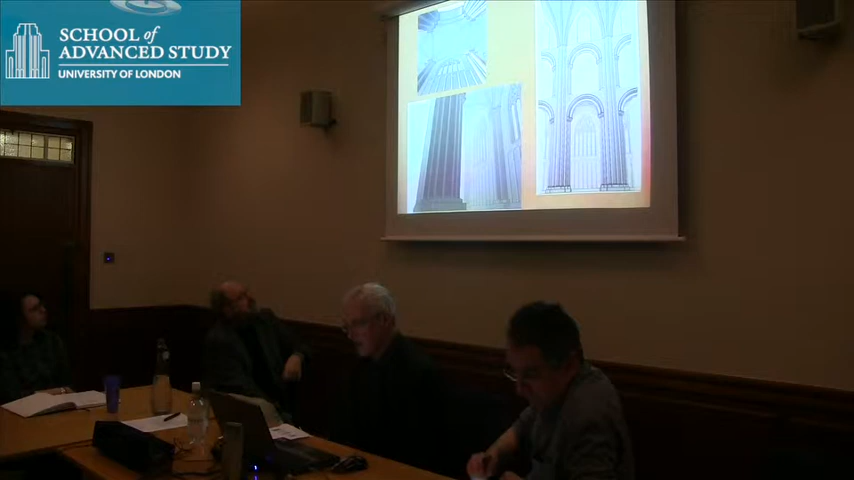 SCHOOL of
ADVANCED STUDY
UNIVERSITY OF LONDON